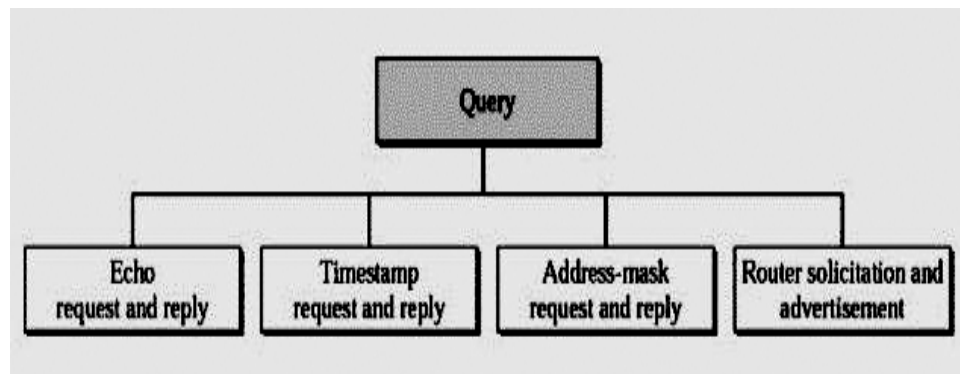 Query
Echo
request and reply
Timestamp
request and reply
Address-mask
request and reply
Router solicitation and
advertisement